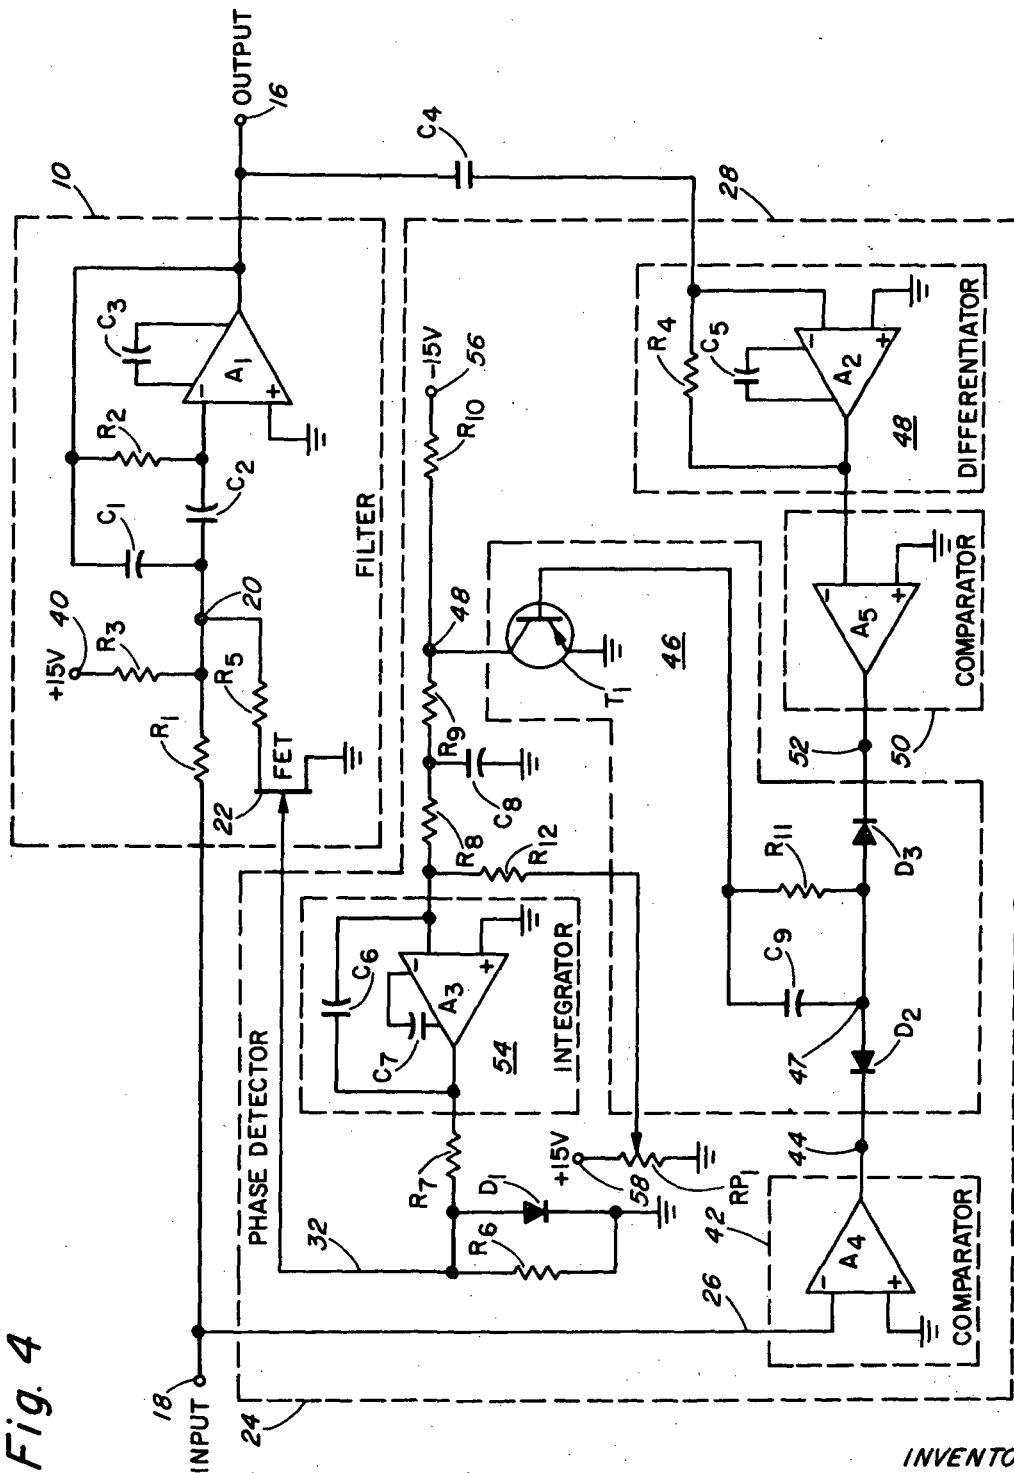 Fig. 4
10
16
OUTPUT
C3
A1
-
+
R2
C2
C1
FILTER
20
40
+15V
R3
R5
R1
FET
22
18
INPUT
C4
28
-15V
56
R10
48
R9
C8
R8
R12
T1
46
R4
C5
A2
-
+
48
DIFFERENTIATOR
A5
-
+
COMPARATOR
50
52
D3
R11
C9
47
D2
44
C6
A3
-
+
C7
54
INTEGRATOR
PHASE DETECTOR
R7
D1
R6
32
+15V
58
RP1
42
A4
-
+
COMPARATOR
26
24
INVENTO